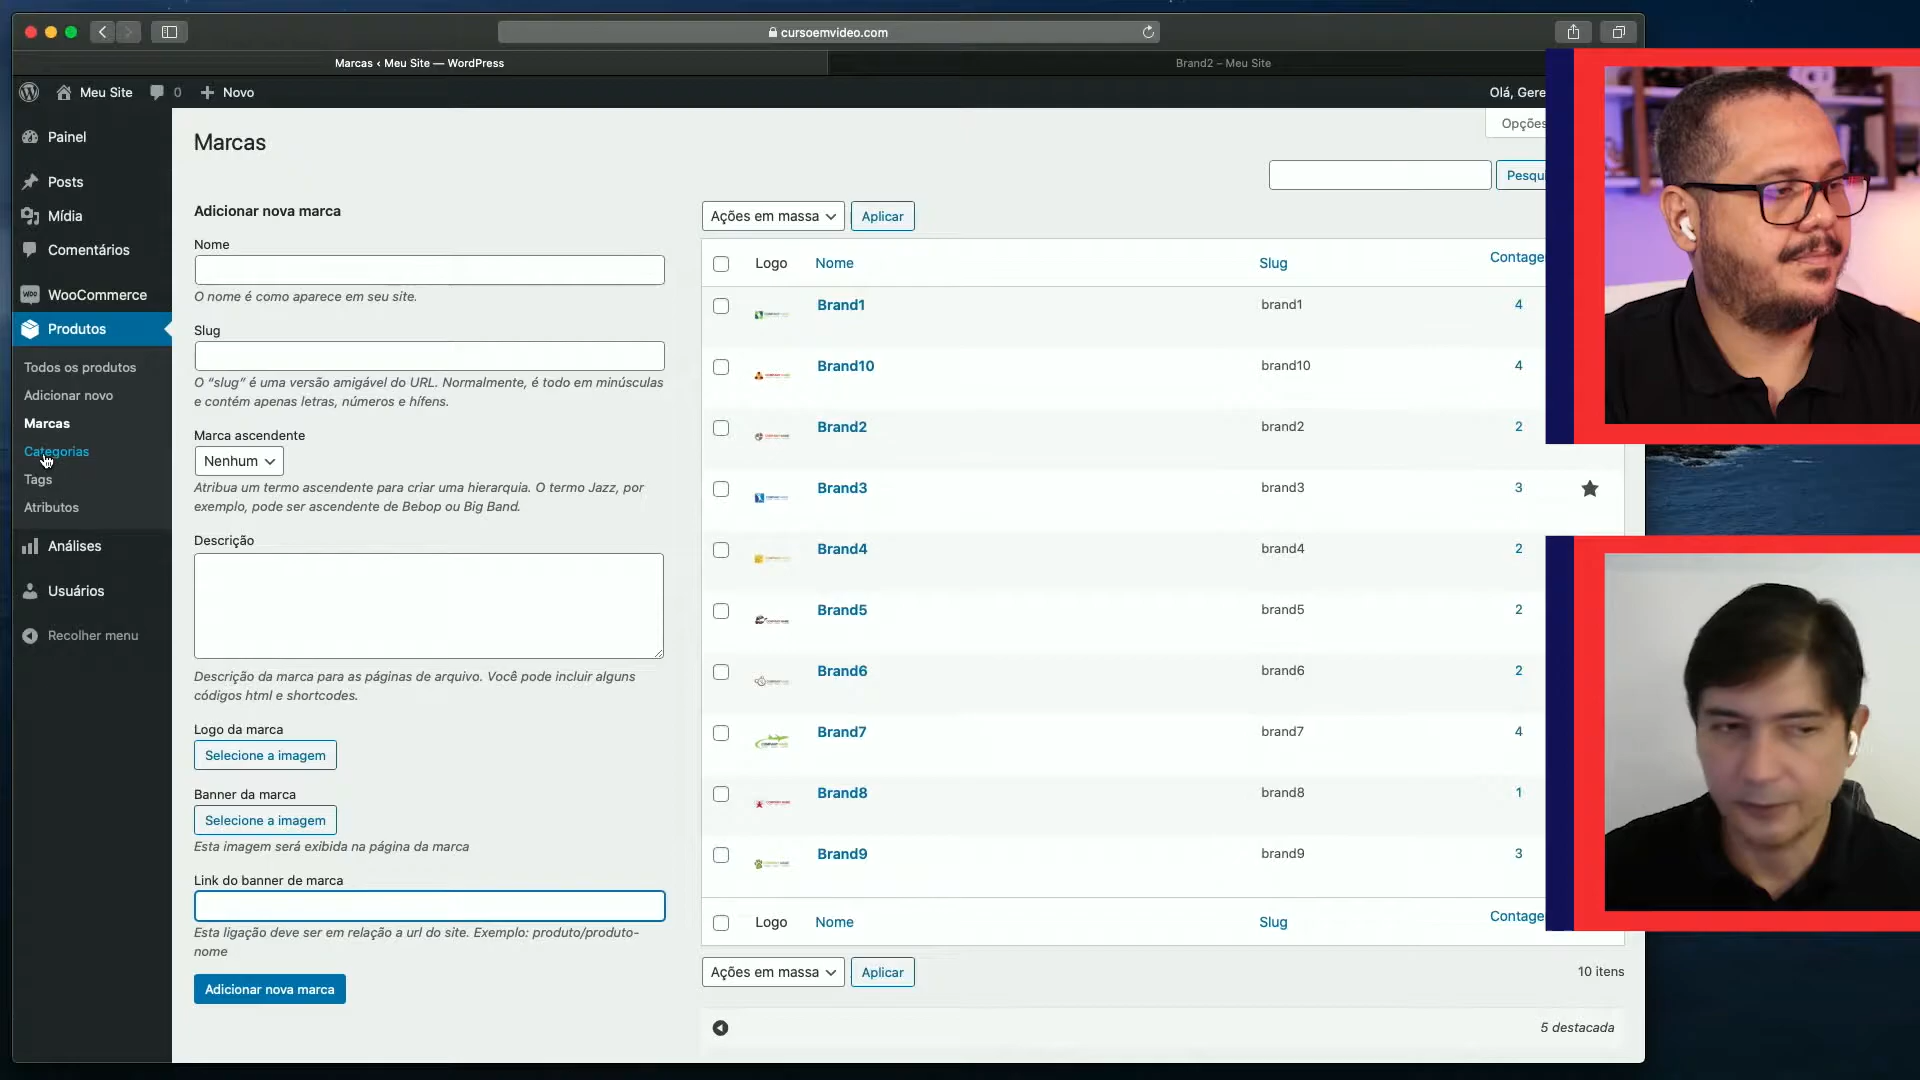 cursoemvideo.com
Marcas ‹ Meu Site — WordPress
Brand2 – Meu Site
Meu Site
0
Novo
Olá, Gere
Opções
Painel
Posts
Mídia
Comentários
WooCommerce
Produtos
Todos os produtos
Adicionar novo
Marcas
Categorias
Tags
Atributos
Análises
Usuários
Recolher menu
Marcas
Pesqu
Adicionar nova marca
Nome
O nome é como aparece em seu site.
Slug
O “slug” é uma versão amigável do URL. Normalmente, é todo em minúsculas
e contém apenas letras, números e hífens.
Marca ascendente
Nenhum
Atribua um termo ascendente para criar uma hierarquia. O termo Jazz, por
exemplo, pode ser ascendente de Bebop ou Big Band.
Descrição
Descrição da marca para as páginas de arquivo. Você pode incluir alguns
códigos html e shortcodes.
Logo da marca
Selecione a imagem
Banner da marca
Selecione a imagem
Esta imagem será exibida na página da marca
Link do banner de marca
Esta ligação deve ser em relação a url do site. Exemplo: produto/produto-
nome
Adicionar nova marca
Ações em massa Aplicar
Logo Nome Slug Contage
Brand1 brand1 4
Brand10 brand10 4
Brand2 brand2 2
Brand3 brand3 3
Brand4 brand4 2
Brand5 brand5 2
Brand6 brand6 2
Brand7 brand7 4
Brand8 brand8 1
Brand9 brand9 3
Logo Nome Slug Contage
Ações em massa Aplicar 10 itens
5 destacada